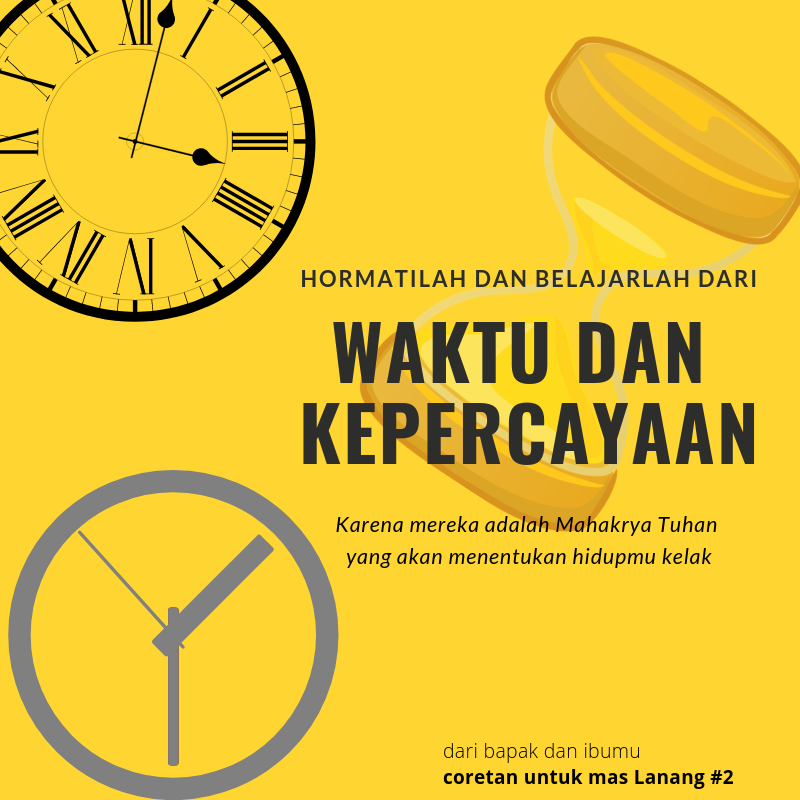 HORMATILAH DAN BELAJARLAH DARI
WAKTU DAN
KEPERCAYAAN
Karena mereka adalah Mahakrya Tuhan
yang akan menentukan hidupmu kelak
dari bapak dan ibumu
coretan untuk mas Lanang #2